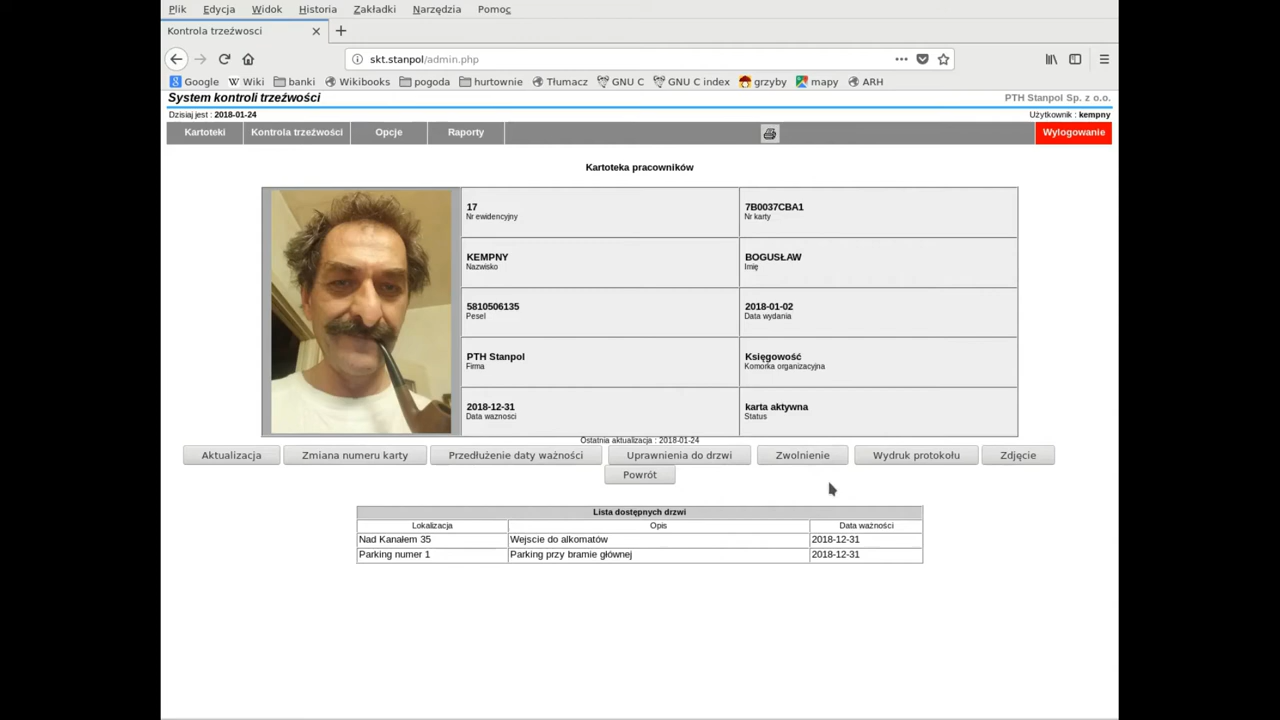 Plik Edycja Widok Historia Zakładki Narzędzia Pomoc
Kontrola trzeźwosci
skt.stanpol/admin.php
Google Wiki banki Wikibooks pogoda hurtownie Tłumacz GNU C GNU C index grzyby mapy ARH
System kontroli trzeźwości PTH Stanpol Sp. z o.o.
Dzisiaj jest : 2018-01-24 Użytkownik : kempny
Kartoteki Kontrola trzeźwości Opcje Raporty Wylogowanie
Kartoteka pracowników
17 7B0037CBA1
Nr ewidencyjny Nr karty
KEMPNY BOGUSŁAW
Nazwisko Imię
5810506135 2018-01-02
Pesel Data wydania
PTH Stanpol Księgowość
Firma Komorka organizacyjna
2018-12-31 karta aktywna
Data waznosci Status
Ostatnia aktualizacja : 2018-01-24
Aktualizacja Zmiana numeru karty Przedłużenie daty ważności Uprawnienia do drzwi Zwolnienie Wydruk protokołu Zdjęcie
Powrót
Lista dostępnych drzwi
Lokalizacja Opis Data ważności
Nad Kanałem 35 Wejscie do alkomatów 2018-12-31
Parking numer 1 Parking przy bramie głównej 2018-12-31